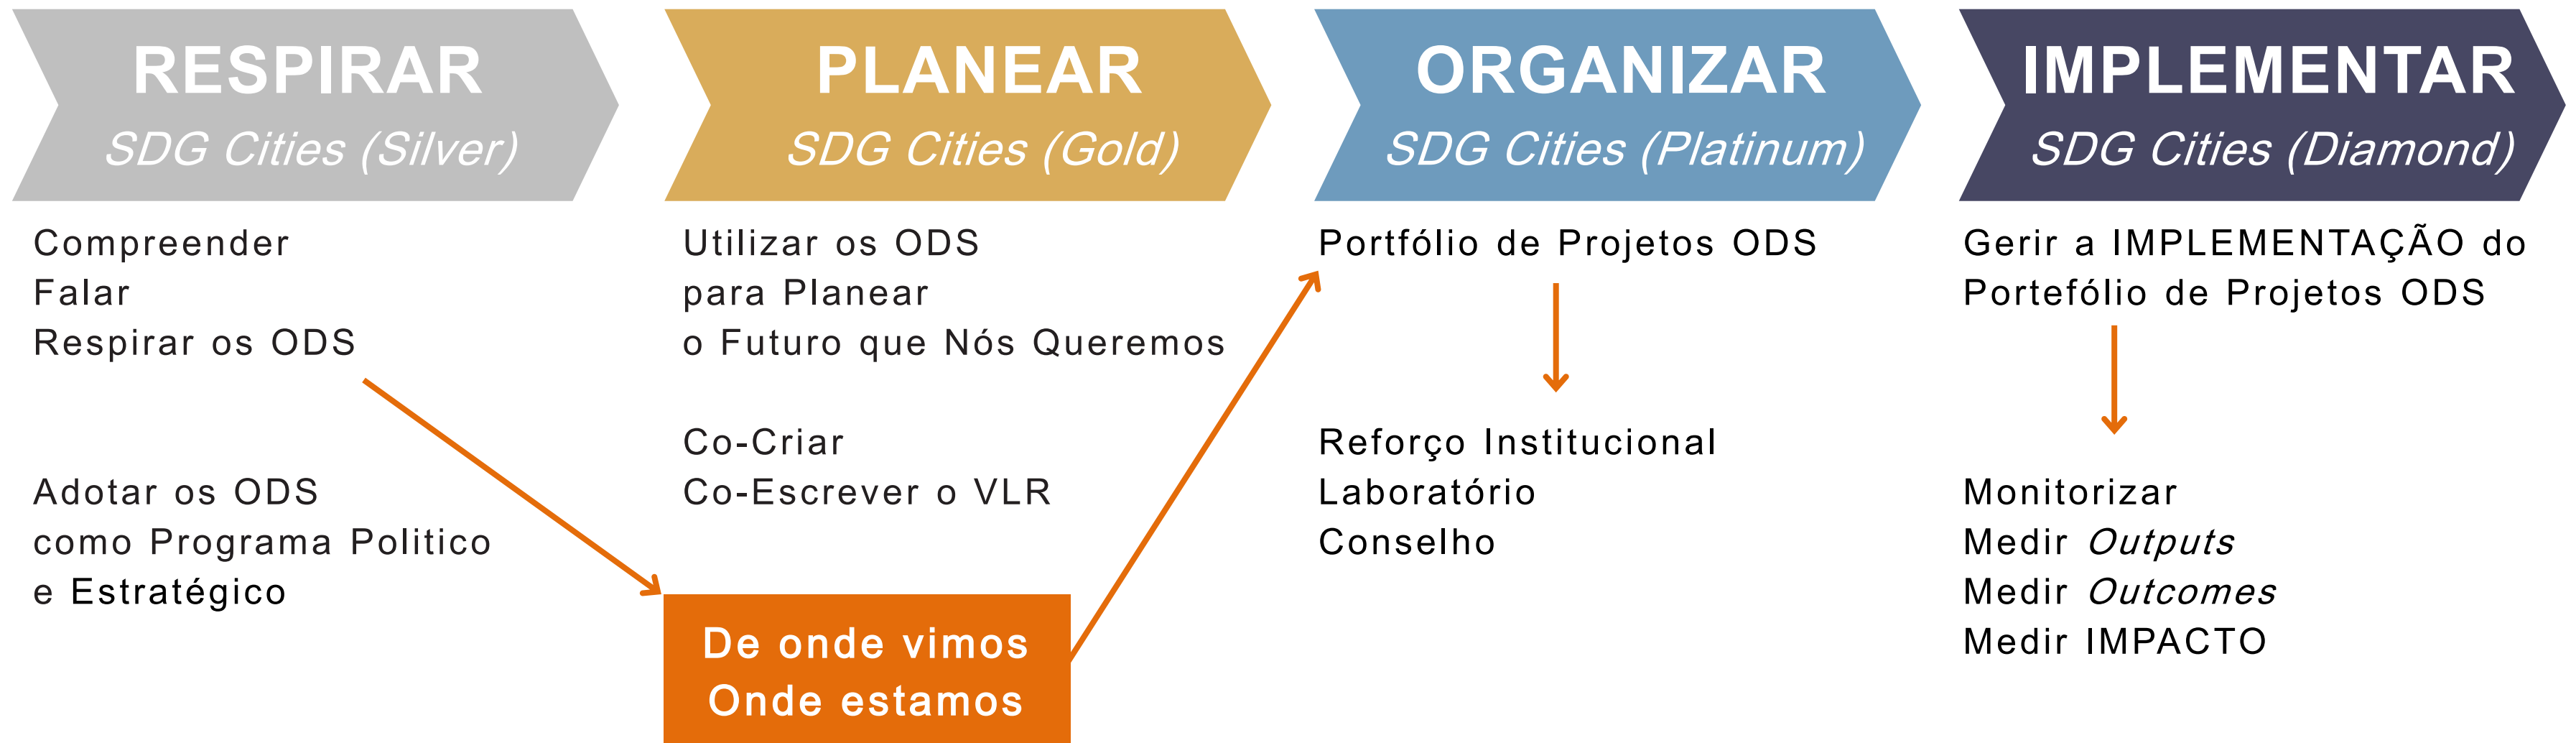 RESPIRAR
SDG Cities (Silver)
Compreender
Falar
Respirar os ODS
Adotar os ODS
como Programa Politico
e Estratégico
PLANEAR
SDG Cities (Gold)
Utilizar os ODS
para Planear
o Futuro que Nós Queremos
Co-Criar
Co-Escrever o VLR
De onde vimos
Onde estamos
ORGANIZAR
SDG Cities (Platinum)
Portfólio de Projetos ODS
Reforço Institucional
Laboratório
Conselho
IMPLEMENTAR
SDG Cities (Diamond)
Gerir a IMPLEMENTAÇÃO do
Portefólio de Projetos ODS
Monitorizar
Medir Outputs
Medir Outcomes
Medir IMPACTO